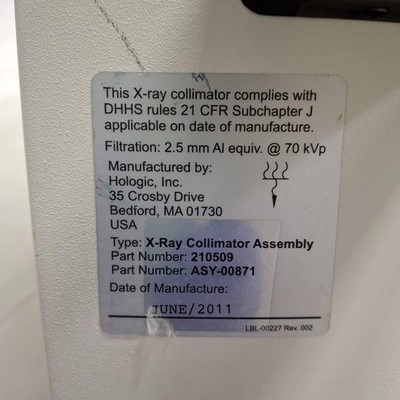 This X-ray collimator complies with
DHHS rules 21 CFR Subchapter J
applicable on date of manufacture.
Filtration: 2.5 mm Al equiv. @ 70 kVp
Manufactured by:
Hologic, Inc.
35 Crosby Drive
Bedford, MA 01730
USA
Type: X-Ray Collimator Assembly
Part Number: 210509
Part Number: ASY-00871
Date of Manufacture:
JUNE/2011
LBL-00227 Rev. 002